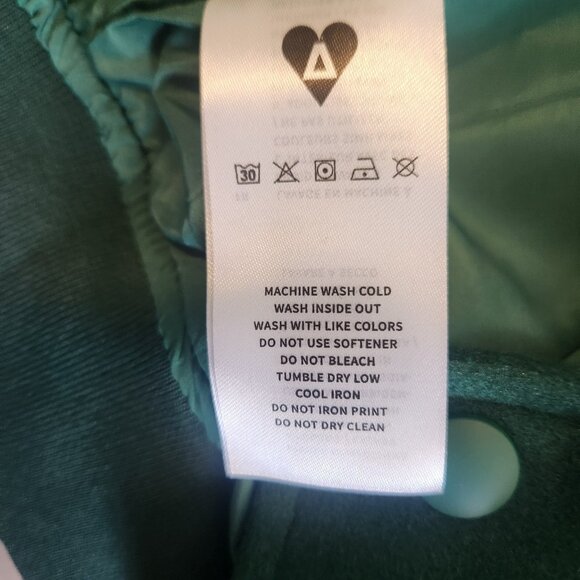 30
MACHINE WASH COLD
WASH INSIDE OUT
WASH WITH LIKE COLORS
DO NOT USE SOFTENER
DO NOT BLEACH
TUMBLE DRY LOW
COOL IRON
DO NOT IRON PRINT
DO NOT DRY CLEAN